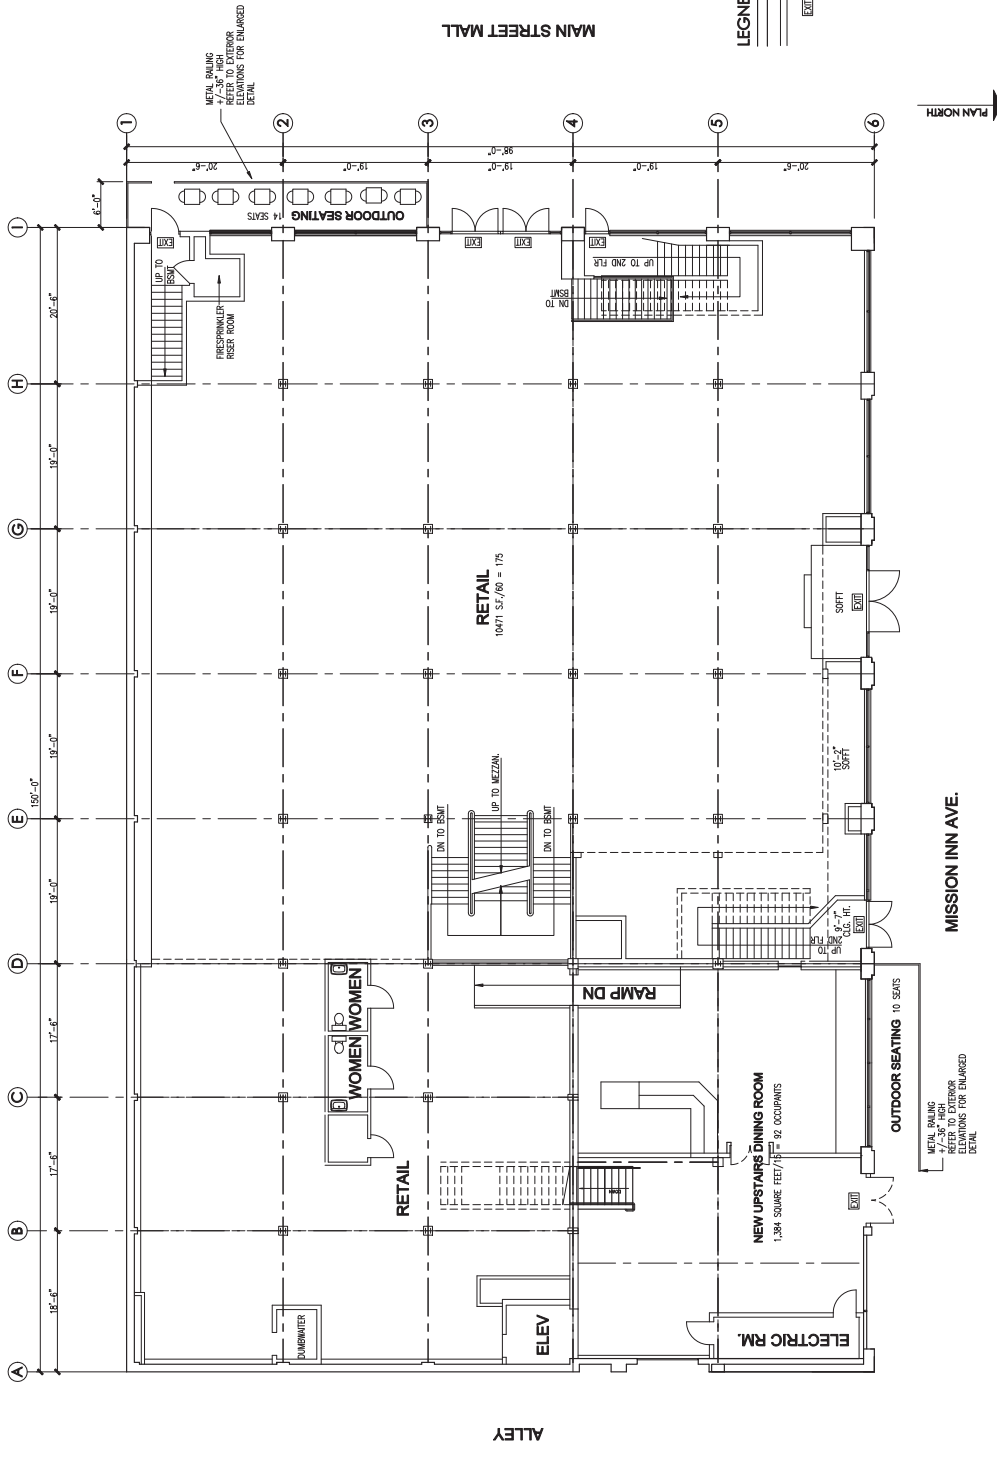 MAIN STREET MALL
LEGNE
EXIT
PLAN NORTH
METAL RAILING
+/-36" HIGH
REFER TO EXTERIOR
ELEVATIONS FOR ENLARGED
DETAIL
1
2
3
4
5
6
98'-0"
20'-6"
19'-0"
19'-0"
19'-0"
20'-6"
6'-0"
OUTDOOR SEATING 14 SEATS
I
H
G
F
E
D
C
B
A
150'-0"
20'-6"
19'-0"
19'-0"
19'-0"
19'-0"
17'-6"
17'-6"
18'-6"
EXIT
EXIT
EXIT
EXIT
UP TO
BSMT
FIRESPRINKLER
RISER ROOM
UP TO 2ND FLR
DN TO
BSMT
RETAIL
10471 S.F./60 = 175
SOFFT
EXIT
10'-2"
SOFFT
DN TO BSMT
UP TO MEZZAN.
DN TO BSMT
9'-7"
CLG. HT.
EXIT
UP TO
2ND FLR
MISSION INN AVE.
WOMEN
WOMEN
RAMP DN
RETAIL
DOWN
NEW UPSTAIRS DINING ROOM
1,384 SQUARE FEET/15 = 92 OCCUPANTS
OUTDOOR SEATING 10 SEATS
METAL RAILING
+/-36" HIGH
REFER TO EXTERIOR
ELEVATIONS FOR ENLARGED
DETAIL
EXIT
DUMBWAITER
ELEV
ELECTRIC RM.
ALLEY